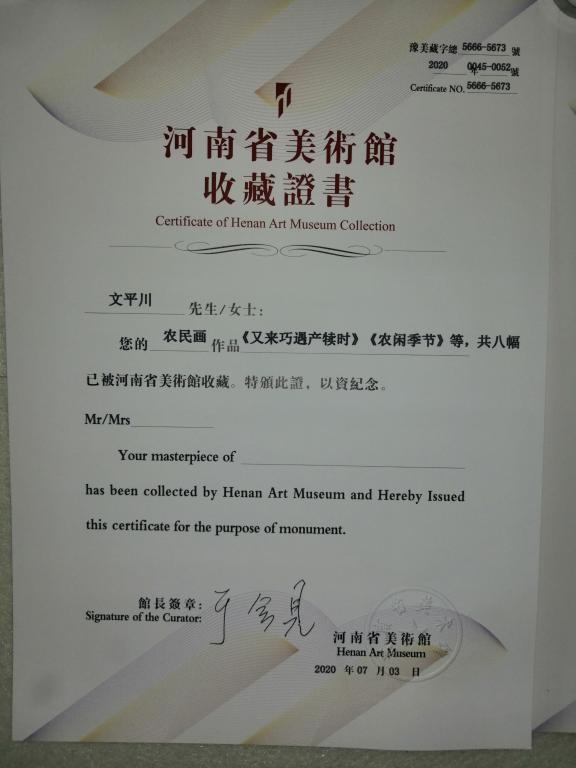 豫美藏字總 5666-5673 號
2020 年 0045-0052 號
Certificate NO. 5666-5673
河南省美術館
收藏證書
Certificate of Henan Art Museum Collection
文平川 先生/女士：
您的 农民画 作品《又来巧遇产犊时》《农闲季节》等，共八幅
已被河南省美術館收藏。特頒此證，以資紀念。
Mr/Mrs
Your masterpiece of
has been collected by Henan Art Museum and Hereby Issued
this certificate for the purpose of monument.
館長簽章：
Signature of the Curator:
河南省美術館
Henan Art Museum
2020 年 07 月 03 日